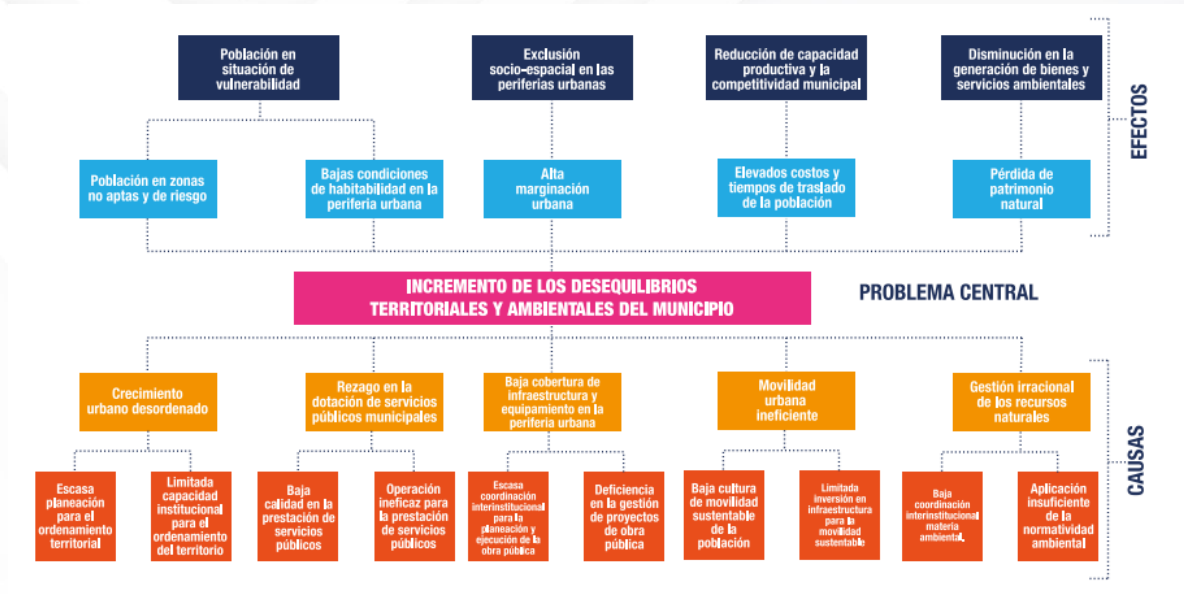 Población en
situación de
vulnerabilidad
Exclusión
socio-espacial en las
periferias urbanas
Reducción de capacidad
productiva y la
competitividad municipal
Disminución en la
generación de bienes y
servicios ambientales
EFECTOS
Población en zonas
no aptas y de riesgo
Bajas condiciones
de habitabilidad en la
periferia urbana
Alta
marginación
urbana
Elevados costos y
tiempos de traslado
de la población
Pérdida de
patrimonio
natural
INCREMENTO DE LOS DESEQUILIBRIOS
TERRITORIALES Y AMBIENTALES DEL MUNICIPIO
PROBLEMA CENTRAL
Crecimiento
urbano desordenado
Rezago en la
dotación de servicios
públicos municipales
Baja cobertura de
infraestructura y
equipamiento en la
periferia urbana
Movilidad
urbana
ineficiente
Gestión irracional
de los recursos
naturales
CAUSAS
Escasa
planeación
para el
ordenamiento
territorial
Limitada
capacidad
institucional
para el
ordenamiento
del territorio
Baja
calidad en la
prestación de
servicios
públicos
Operación
ineficaz para
la prestación
de servicios
públicos
Escasa
coordinación
interinstitucional
para la
planeación y
ejecución de la
obra pública
Deficiencia
en la gestión
de proyectos
de obra
pública
Baja cultura
de movilidad
sustentable
de la
población
Limitada
inversión en
infraestructura
para la
movilidad
sustentable
Baja
coordinación
interinstitucional
materia
ambiental.
Aplicación
insuficiente
de la
normatividad
ambiental